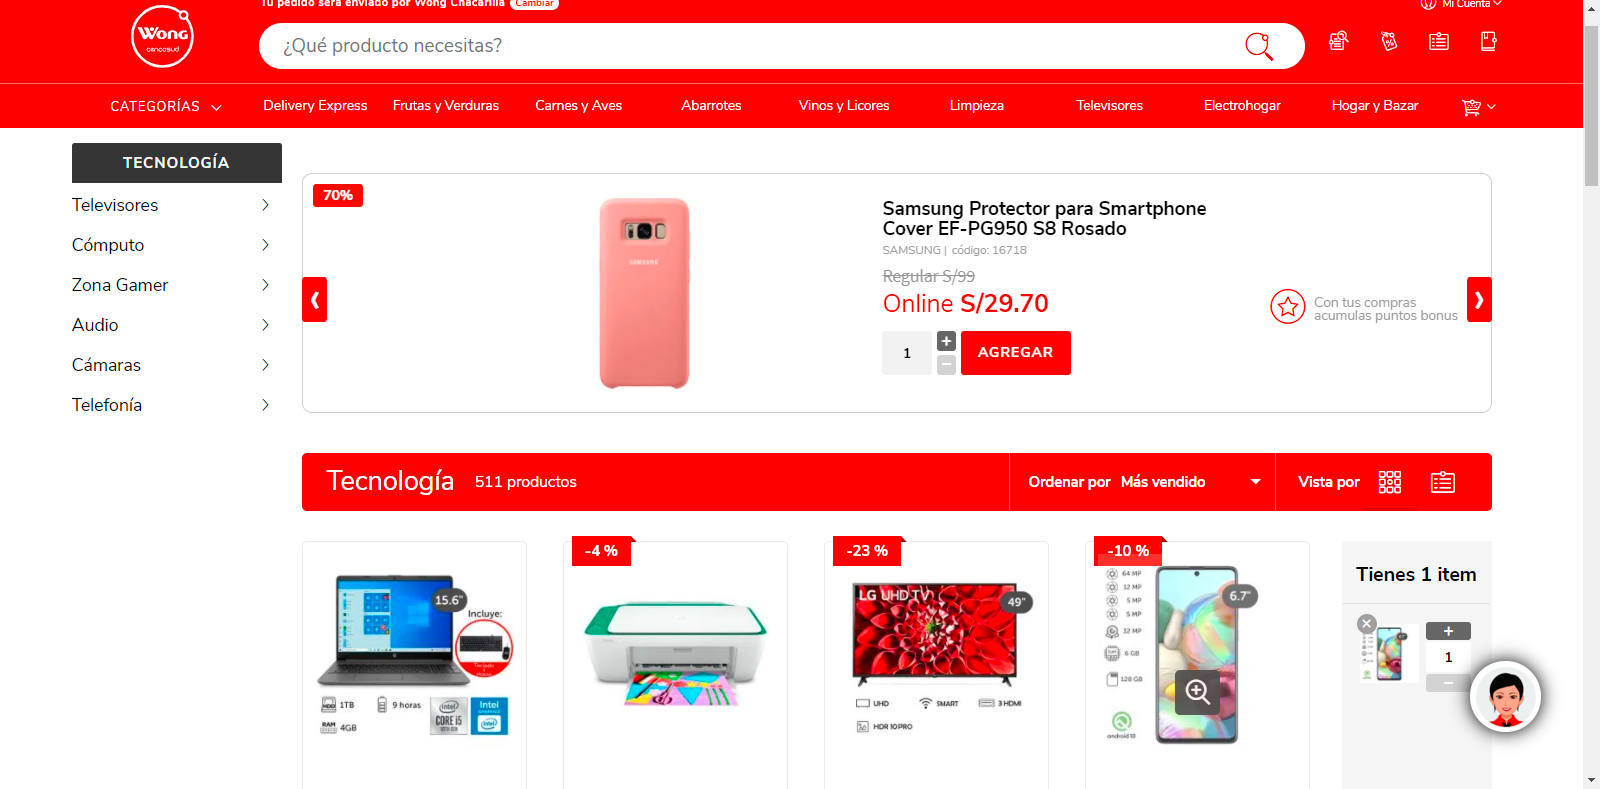 Tu pedido será enviado por Wong Chacarilla Cambiar
Mi Cuenta
Wong
cencosud
¿Qué producto necesitas?
CATEGORÍAS
Delivery Express
Frutas y Verduras
Carnes y Aves
Abarrotes
Vinos y Licores
Limpieza
Televisores
Electrohogar
Hogar y Bazar
TECNOLOGÍA
Televisores
Cómputo
Zona Gamer
Audio
Cámaras
Telefonía
70%
SAMSUNG
Samsung Protector para Smartphone
Cover EF-PG950 S8 Rosado
SAMSUNG | código: 16718
Regular S/99
Online S/29.70
1
+
−
AGREGAR
Con tus compras
acumulas puntos bonus
Tecnología 511 productos
Ordenar por Más vendido
Vista por
15.6"
Incluye:
HDD 1TB
9 horas
RAM 4GB
intel
CORE i5
intel
-4 %
-23 %
LG UHD TV
49"
UHD
SMART
3 HDMI
HDR 10 PRO
-10 %
64 MP
12 MP
5 MP
5 MP
32 MP
6 GB
128 GB
android 10
6.7"
Tienes 1 item
+
1
−